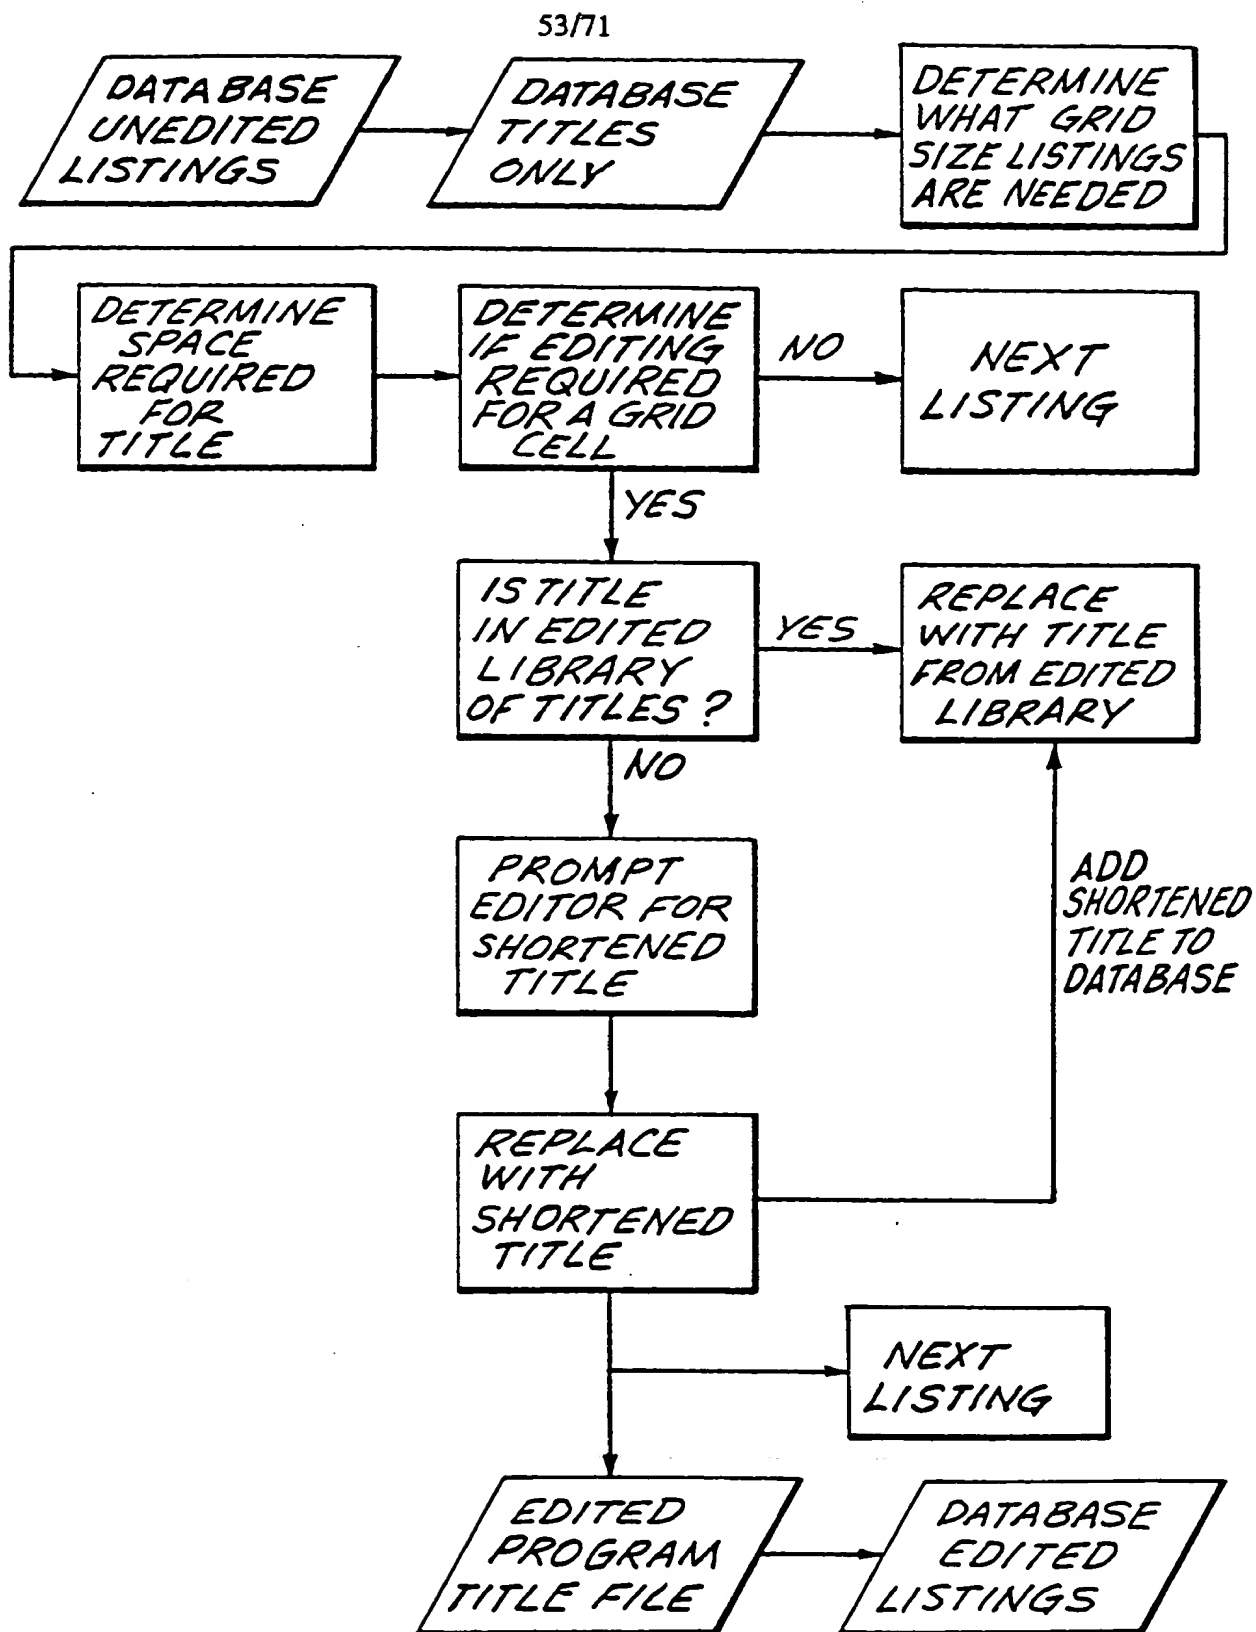 53/71
DATABASE
UNEDITED
LISTINGS
DATABASE
TITLES
ONLY
DETERMINE
WHAT GRID
SIZE LISTINGS
ARE NEEDED
DETERMINE
SPACE
REQUIRED
FOR
TITLE
DETERMINE
IF EDITING
REQUIRED
FOR A GRID
CELL
NO
NEXT
LISTING
YES
IS TITLE
IN EDITED
LIBRARY
OF TITLES?
YES
REPLACE
WITH TITLE
FROM EDITED
LIBRARY
NO
PROMPT
EDITOR FOR
SHORTENED
TITLE
ADD
SHORTENED
TITLE TO
DATABASE
REPLACE
WITH
SHORTENED
TITLE
NEXT
LISTING
EDITED
PROGRAM
TITLE FILE
DATABASE
EDITED
LISTINGS